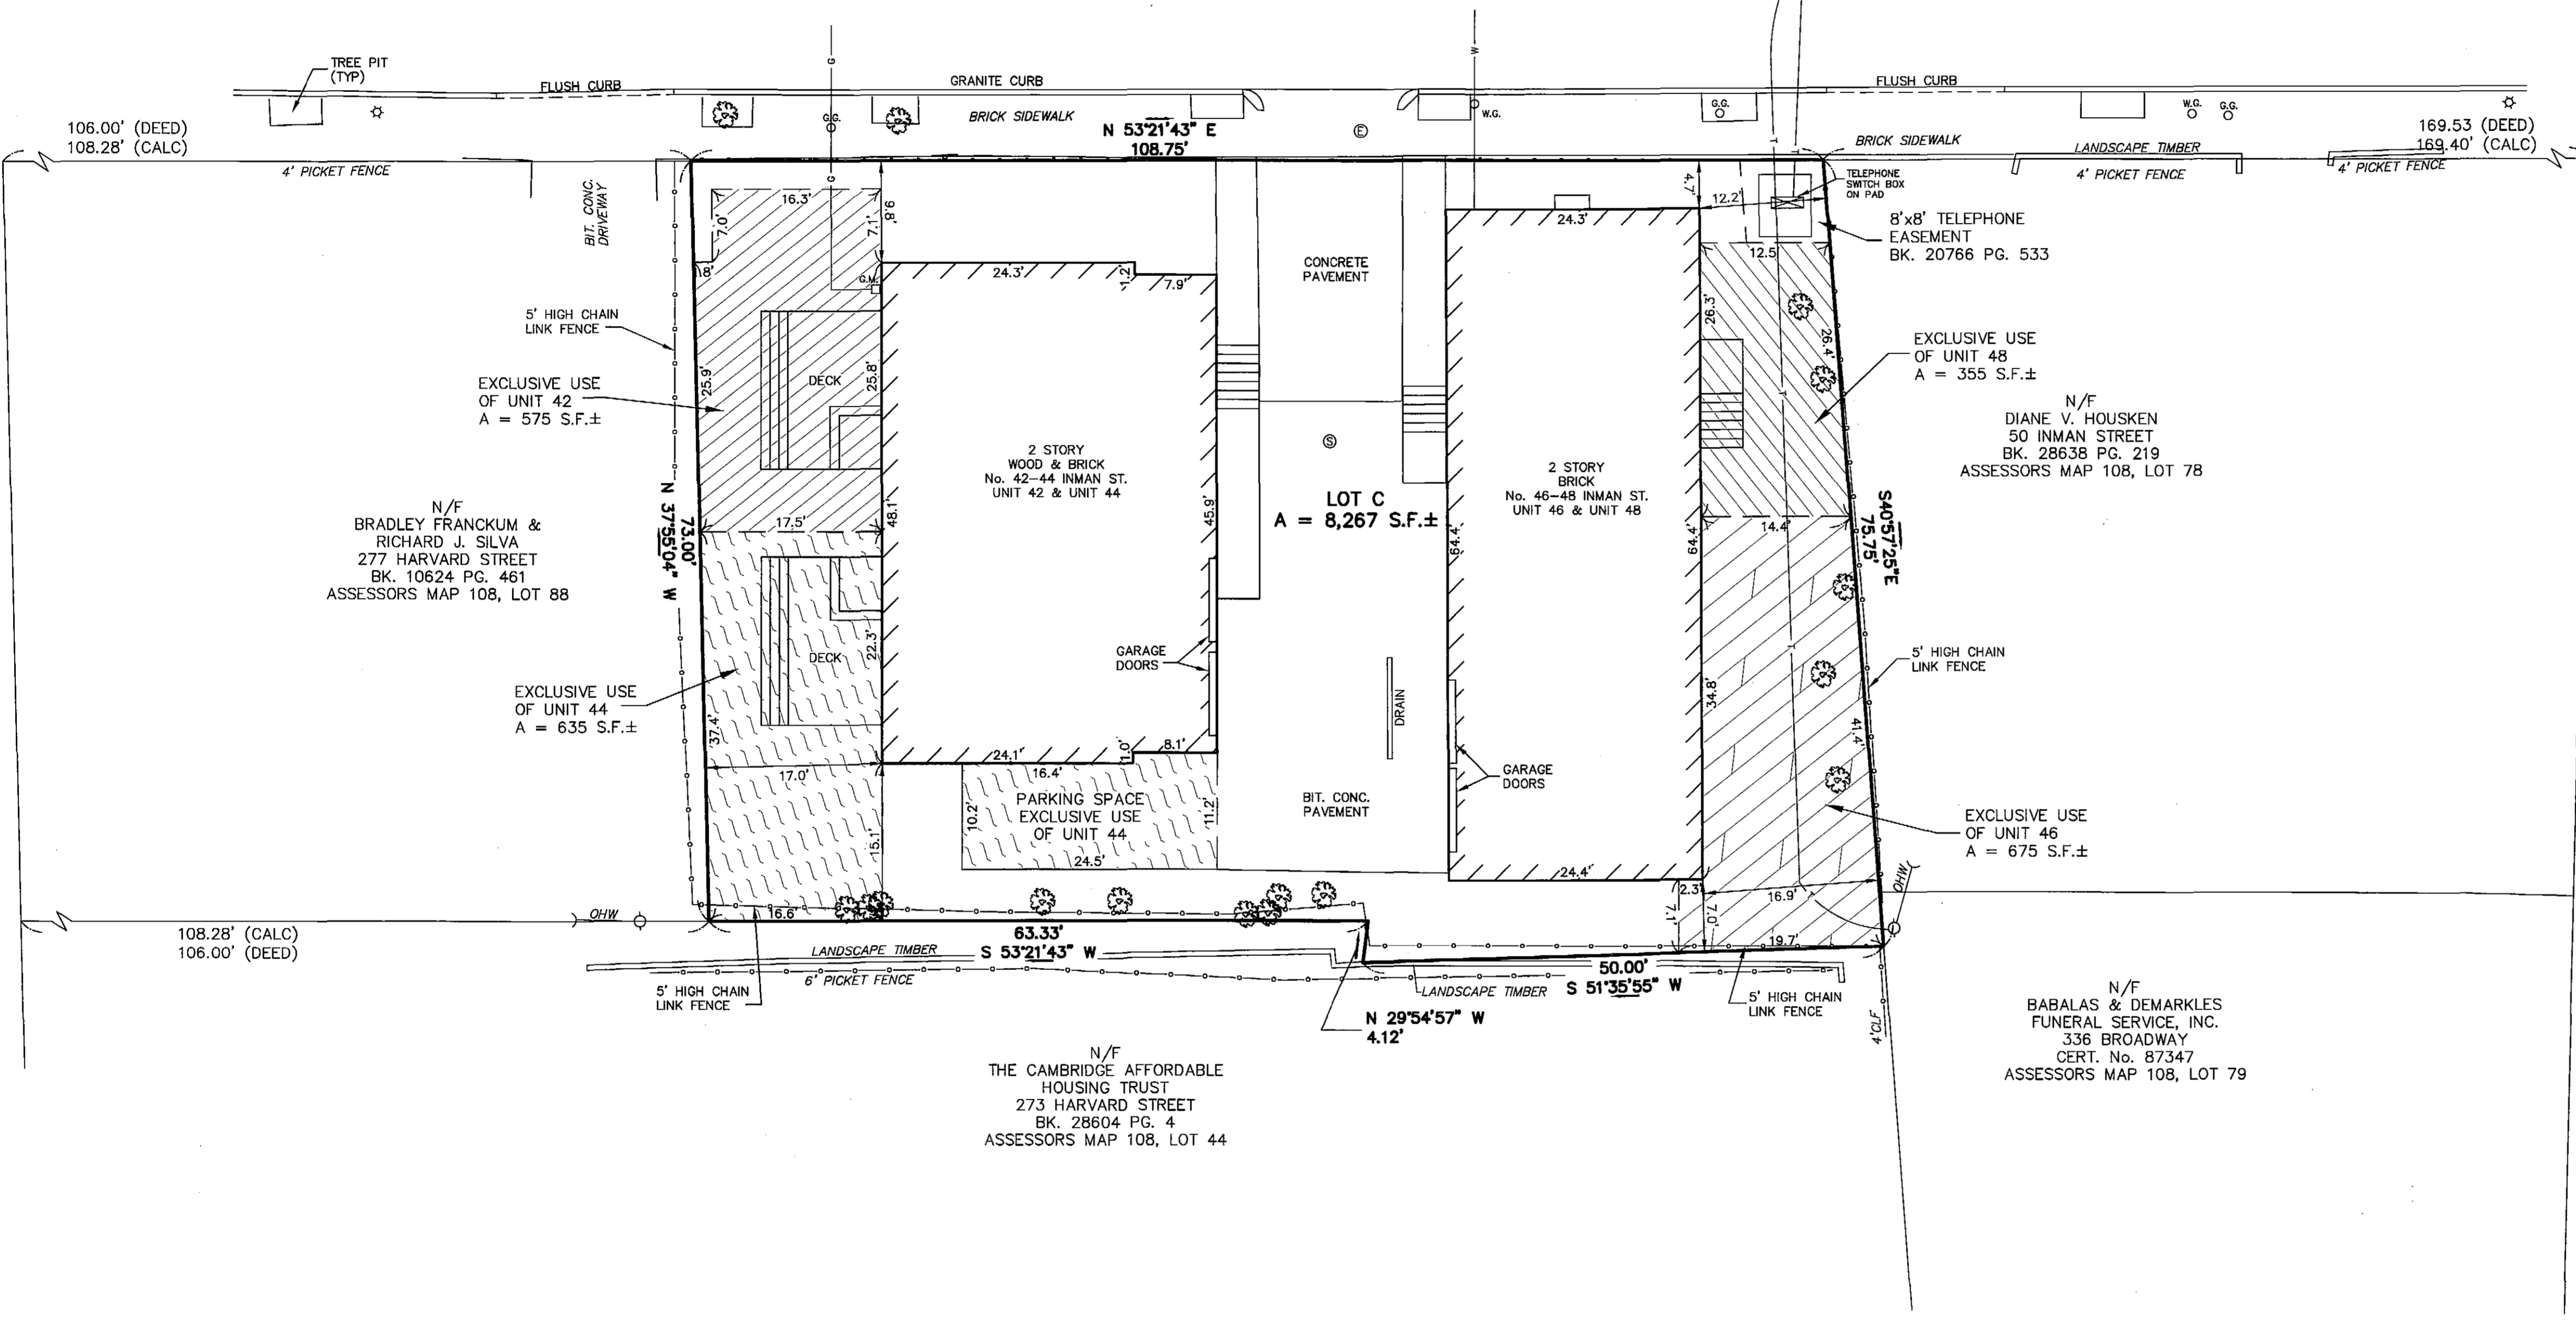 TREE PIT
(TYP)
FLUSH CURB
G
GRANITE CURB
W
FLUSH CURB
106.00' (DEED)
108.28' (CALC)
G.G.
BRICK SIDEWALK
N 53°21'43" E
108.75'
E
W.G.
G.G.
T
BRICK SIDEWALK
W.G.
G.G.
169.53 (DEED)
169.40' (CALC)
4' PICKET FENCE
LANDSCAPE TIMBER
4' PICKET FENCE
4' PICKET FENCE
BIT. CONC.
DRIVEWAY
G
16.3'
7.0'
7.1'
9.8'
.8'
G.M.
24.3'
1.2'
7.9'
CONCRETE
PAVEMENT
24.3'
4.7'
12.2'
TELEPHONE
SWITCH BOX
ON PAD
8'x8' TELEPHONE
EASEMENT
BK. 20766 PG. 533
12.5'
5' HIGH CHAIN
LINK FENCE
26.3'
26.4'
EXCLUSIVE USE
OF UNIT 48
A = 355 S.F.±
EXCLUSIVE USE
OF UNIT 42
A = 575 S.F.±
25.9'
DECK
25.8'
T
N/F
DIANE V. HOUSKEN
50 INMAN STREET
BK. 28638 PG. 219
ASSESSORS MAP 108, LOT 78
S
2 STORY
WOOD & BRICK
No. 42-44 INMAN ST.
UNIT 42 & UNIT 44
2 STORY
BRICK
No. 46-48 INMAN ST.
UNIT 46 & UNIT 48
LOT C
A = 8,267 S.F.±
N/F
BRADLEY FRANCKUM &
RICHARD J. SILVA
277 HARVARD STREET
BK. 10624 PG. 461
ASSESSORS MAP 108, LOT 88
73.00'
N 37°55'04" W
17.5'
48.1'
45.9'
64.4'
64.4'
14.4'
S40°57'25"E
75.75'
22.3'
DECK
GARAGE
DOORS
T
5' HIGH CHAIN
LINK FENCE
EXCLUSIVE USE
OF UNIT 44
A = 635 S.F.±
37.4'
DRAIN
34.8'
41.4'
24.1'
1.0'
8.1'
17.0'
16.4'
PARKING SPACE
EXCLUSIVE USE
OF UNIT 44
10.2'
11.2'
24.5'
15.1'
BIT. CONC.
PAVEMENT
GARAGE
DOORS
EXCLUSIVE USE
OF UNIT 46
A = 675 S.F.±
24.4'
2.3'
7.1'
7.0'
16.9'
T
OHW
19.7'
OHW
16.6'
108.28' (CALC)
106.00' (DEED)
63.33'
S 53°21'43" W
LANDSCAPE TIMBER
6' PICKET FENCE
5' HIGH CHAIN
LINK FENCE
50.00'
S 51°35'55" W
LANDSCAPE TIMBER
N 29°54'57" W
4.12'
5' HIGH CHAIN
LINK FENCE
4'CLF
N/F
BABALAS & DEMARKLES
FUNERAL SERVICE, INC.
336 BROADWAY
CERT. No. 87347
ASSESSORS MAP 108, LOT 79
N/F
THE CAMBRIDGE AFFORDABLE
HOUSING TRUST
273 HARVARD STREET
BK. 28604 PG. 4
ASSESSORS MAP 108, LOT 44